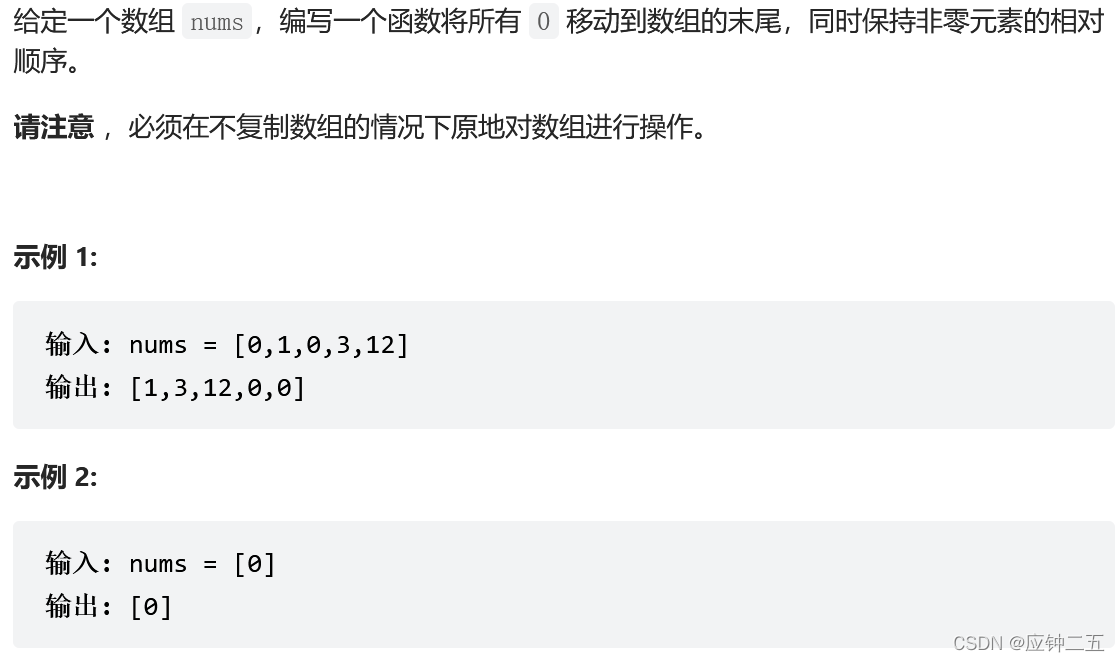 给定一个数组 nums，编写一个函数将所有 0 移动到数组的末尾，同时保持非零元素的相对
顺序。
请注意 ，必须在不复制数组的情况下原地对数组进行操作。
示例 1:
输入: nums = [0,1,0,3,12]
输出: [1,3,12,0,0]
示例 2:
输入: nums = [0]
输出: [0]
CSDN @应钟二五